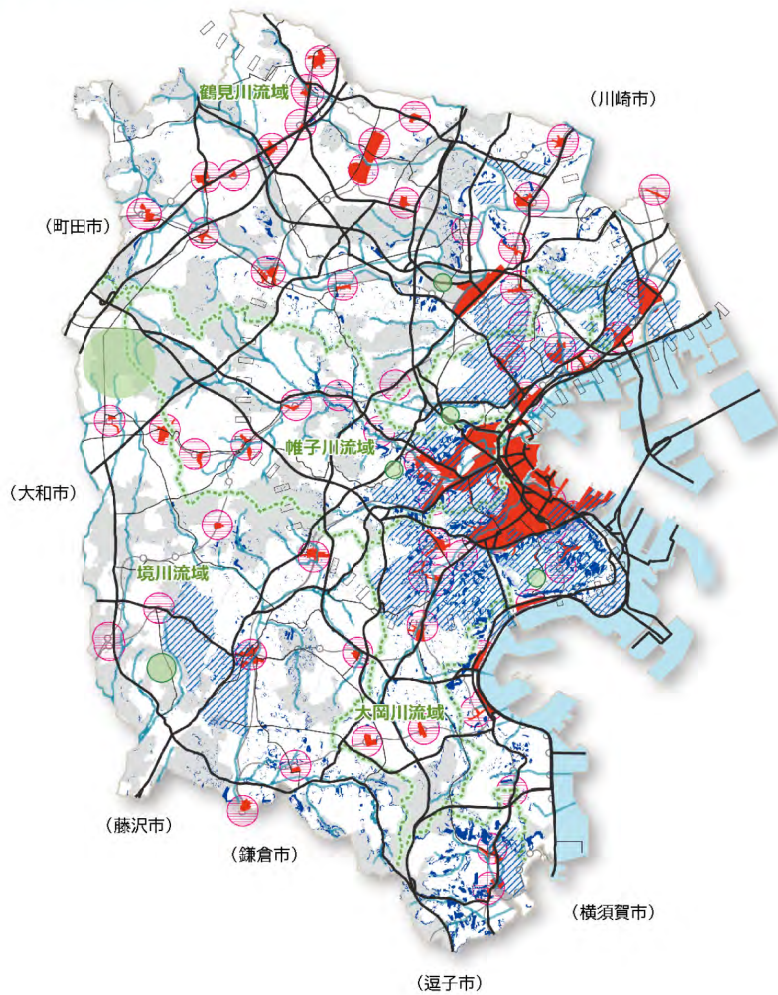 鶴見川流域
（川崎市）
（町田市）
帷子川流域
（大和市）
境川流域
大岡川流域
（藤沢市）
（鎌倉市）
（横須賀市）
（逗子市）